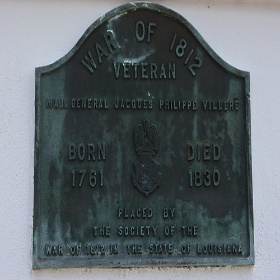 WAR OF 1812
VETERAN
MAJ. GENERAL JACQUES PHILIPPE VILLERE
BORN DIED
1761 1830
PLACED BY
THE SOCIETY OF THE
WAR OF 1812 IN THE STATE OF LOUISIANA